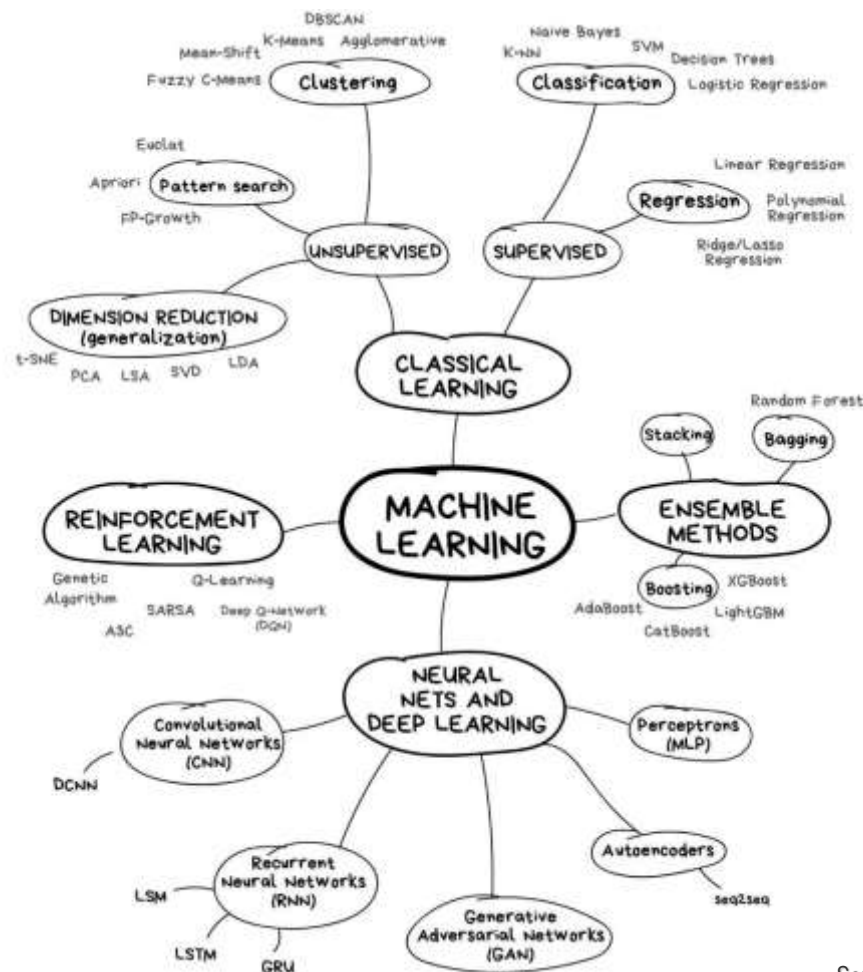 DBSCAN
K-Means
Agglomerative
Mean-Shift
Fuzzy C-Means
Clustering
Naive Bayes
K-NN
SVM
Decision Trees
Logistic Regression
Classification
Euclat
Apriori
Pattern search
FP-Growth
Linear Regression
Regression
Polynomial
Regression
Ridge/Lasso
Regression
UNSUPERVISED
SUPERVISED
DIMENSION REDUCTION
(generalization)
t-SNE
PCA
LSA
SVD
LDA
CLASSICAL
LEARNING
Random Forest
Stacking
Bagging
MACHINE
LEARNING
REINFORCEMENT
LEARNING
ENSEMBLE
METHODS
Genetic
Algorithm
Q-Learning
SARSA
Deep Q-Network
(DQN)
A3C
Boosting
XGBoost
AdaBoost
LightGBM
CatBoost
NEURAL
NETS AND
DEEP LEARNING
Convolutional
Neural Networks
(CNN)
DCNN
Perceptrons
(MLP)
Recurrent
Neural Networks
(RNN)
LSM
LSTM
GRU
Autoencoders
seq2seq
Generative
Adversarial Networks
(GAN)